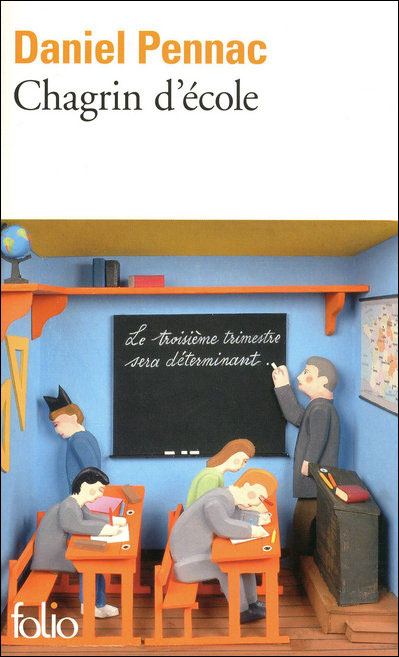 Daniel Pennac
Chagrin d'école
Le troisième trimestre
sera déterminant...
folio